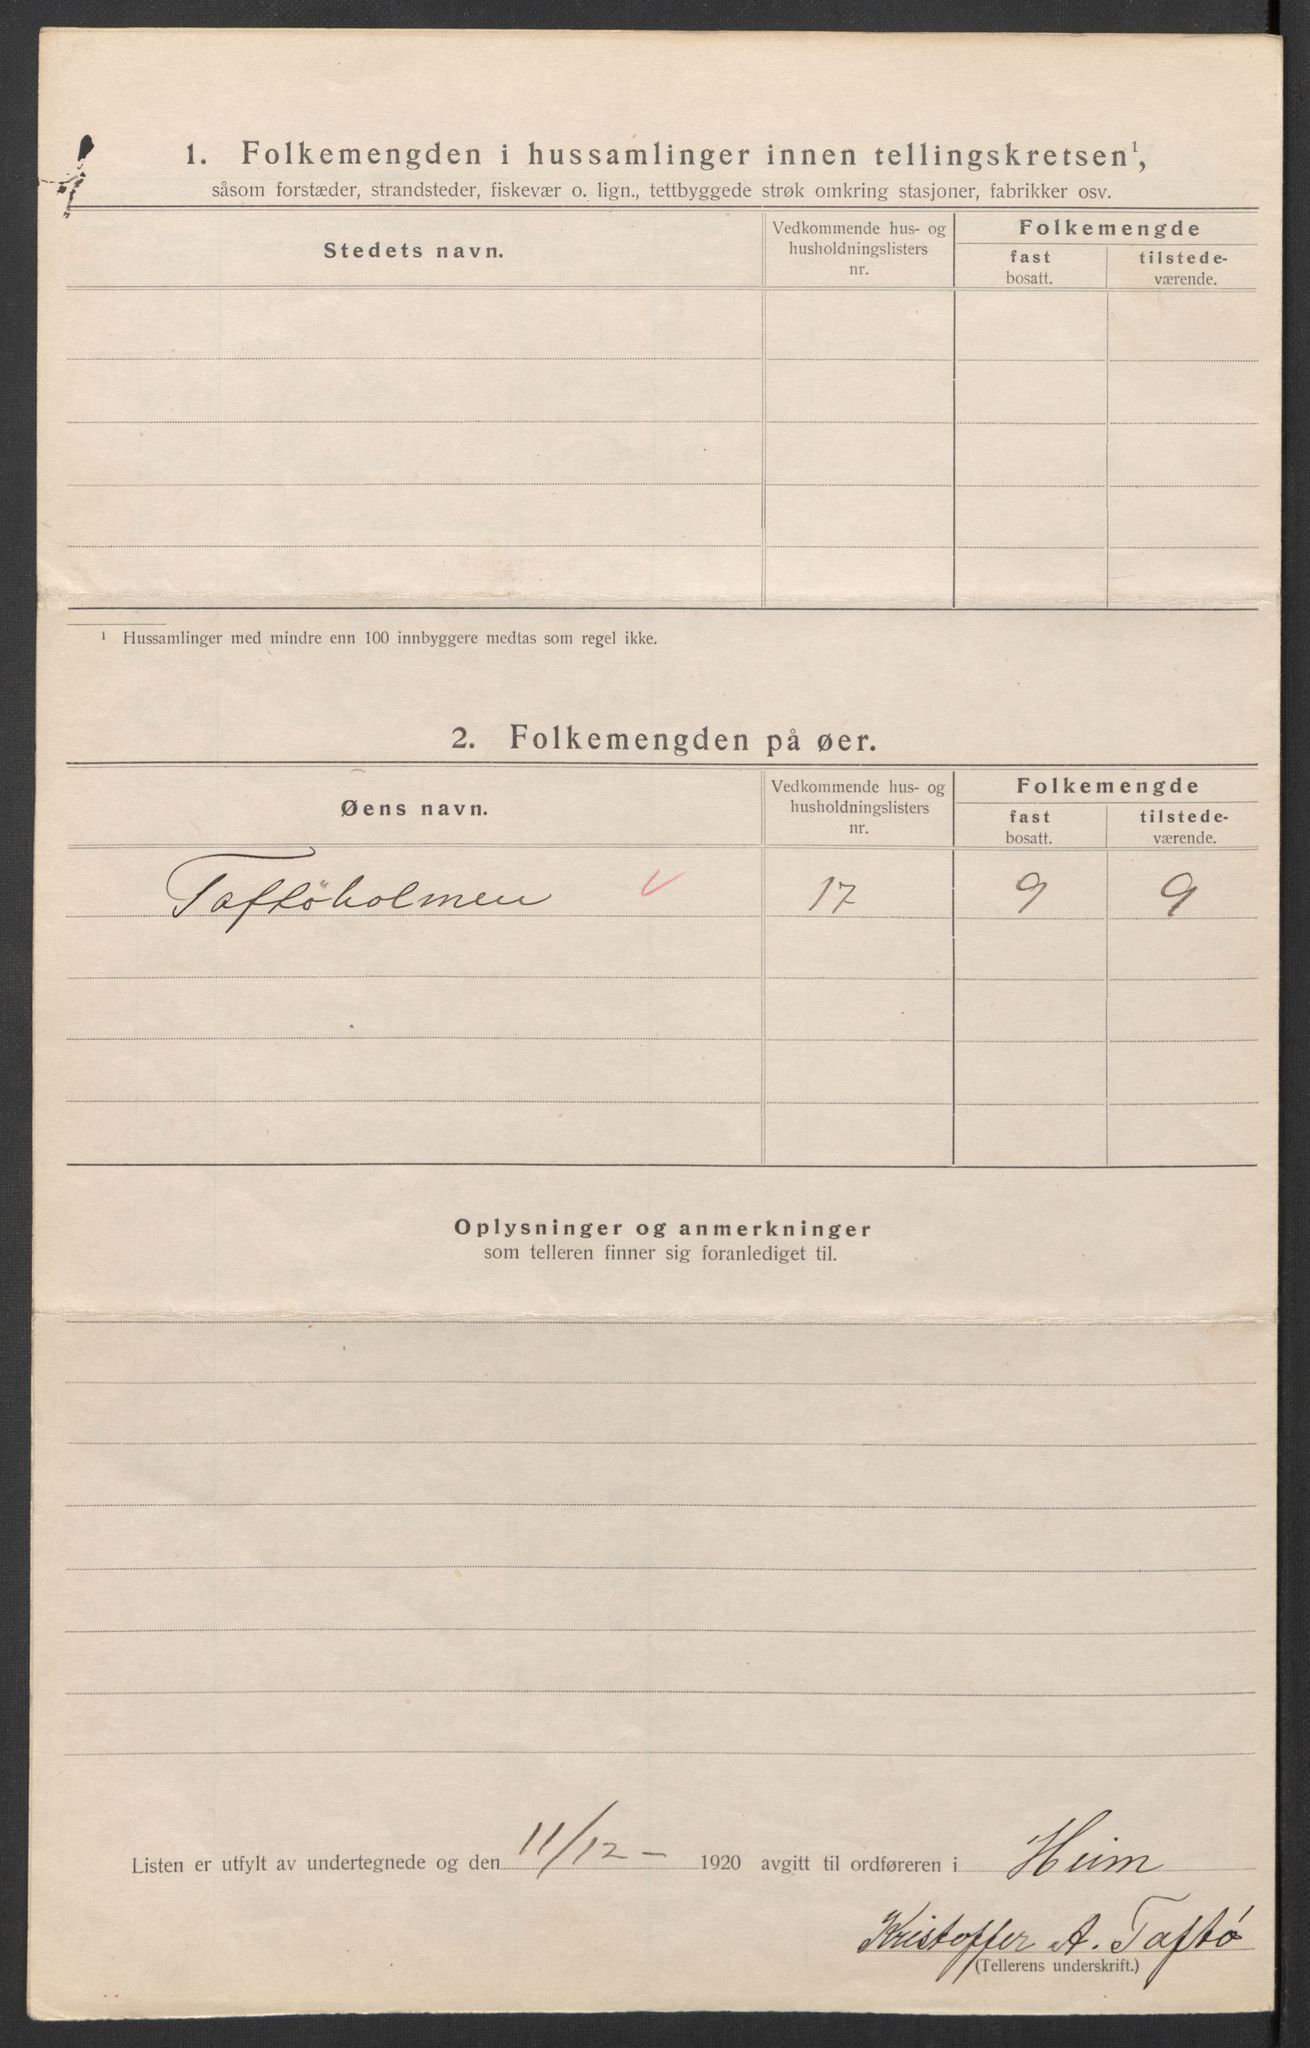 1. Folkemengden i hussamlinger innen tellingskretsen¹,
såsom forstæder, strandsteder, fiskevær o. lign., tettbyggede strøk omkring stasjoner, fabrikker osv.
Stedets navn.
Vedkommende hus- og
husholdningslisters
nr.
Folkemengde
fast
bosatt.
tilstede-
værende.
¹ Hussamlinger med mindre enn 100 innbyggere medtas som regel ikke.
2. Folkemengden på øer.
Øens navn.
Vedkommende hus- og
husholdningslisters
nr.
Folkemengde
fast
bosatt.
tilstede-
værende.
Taftöholmen 17 9 9
Oplysninger og anmerkninger
som telleren finner sig foranlediget til.
Listen er utfylt av undertegnede og den 11/12 - 1920 avgitt til ordføreren i Heim
Kristoffer A. Taftó
(Tellerens underskrift.)